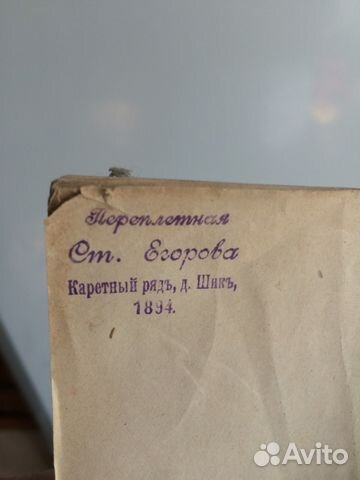 Переплетная
Ст. Егорова
Каретный рядъ, д. Шикъ,
1894.
Avito